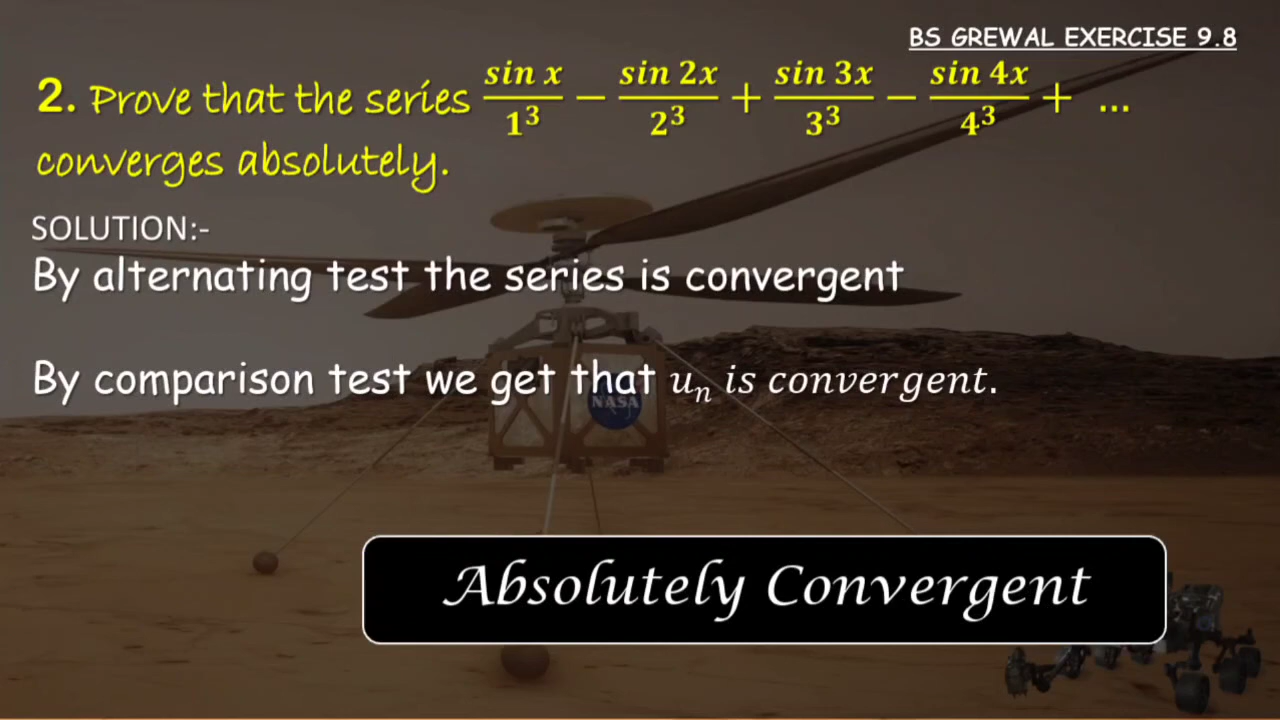 BS GREWAL EXERCISE 9.8
2. Prove that the series sin x/1³ − sin 2x/2³ + sin 3x/3³ − sin 4x/4³ + ...
converges absolutely.
SOLUTION:-
By alternating test the series is convergent
By comparison test we get that uₙ is convergent.
NASA
Absolutely Convergent